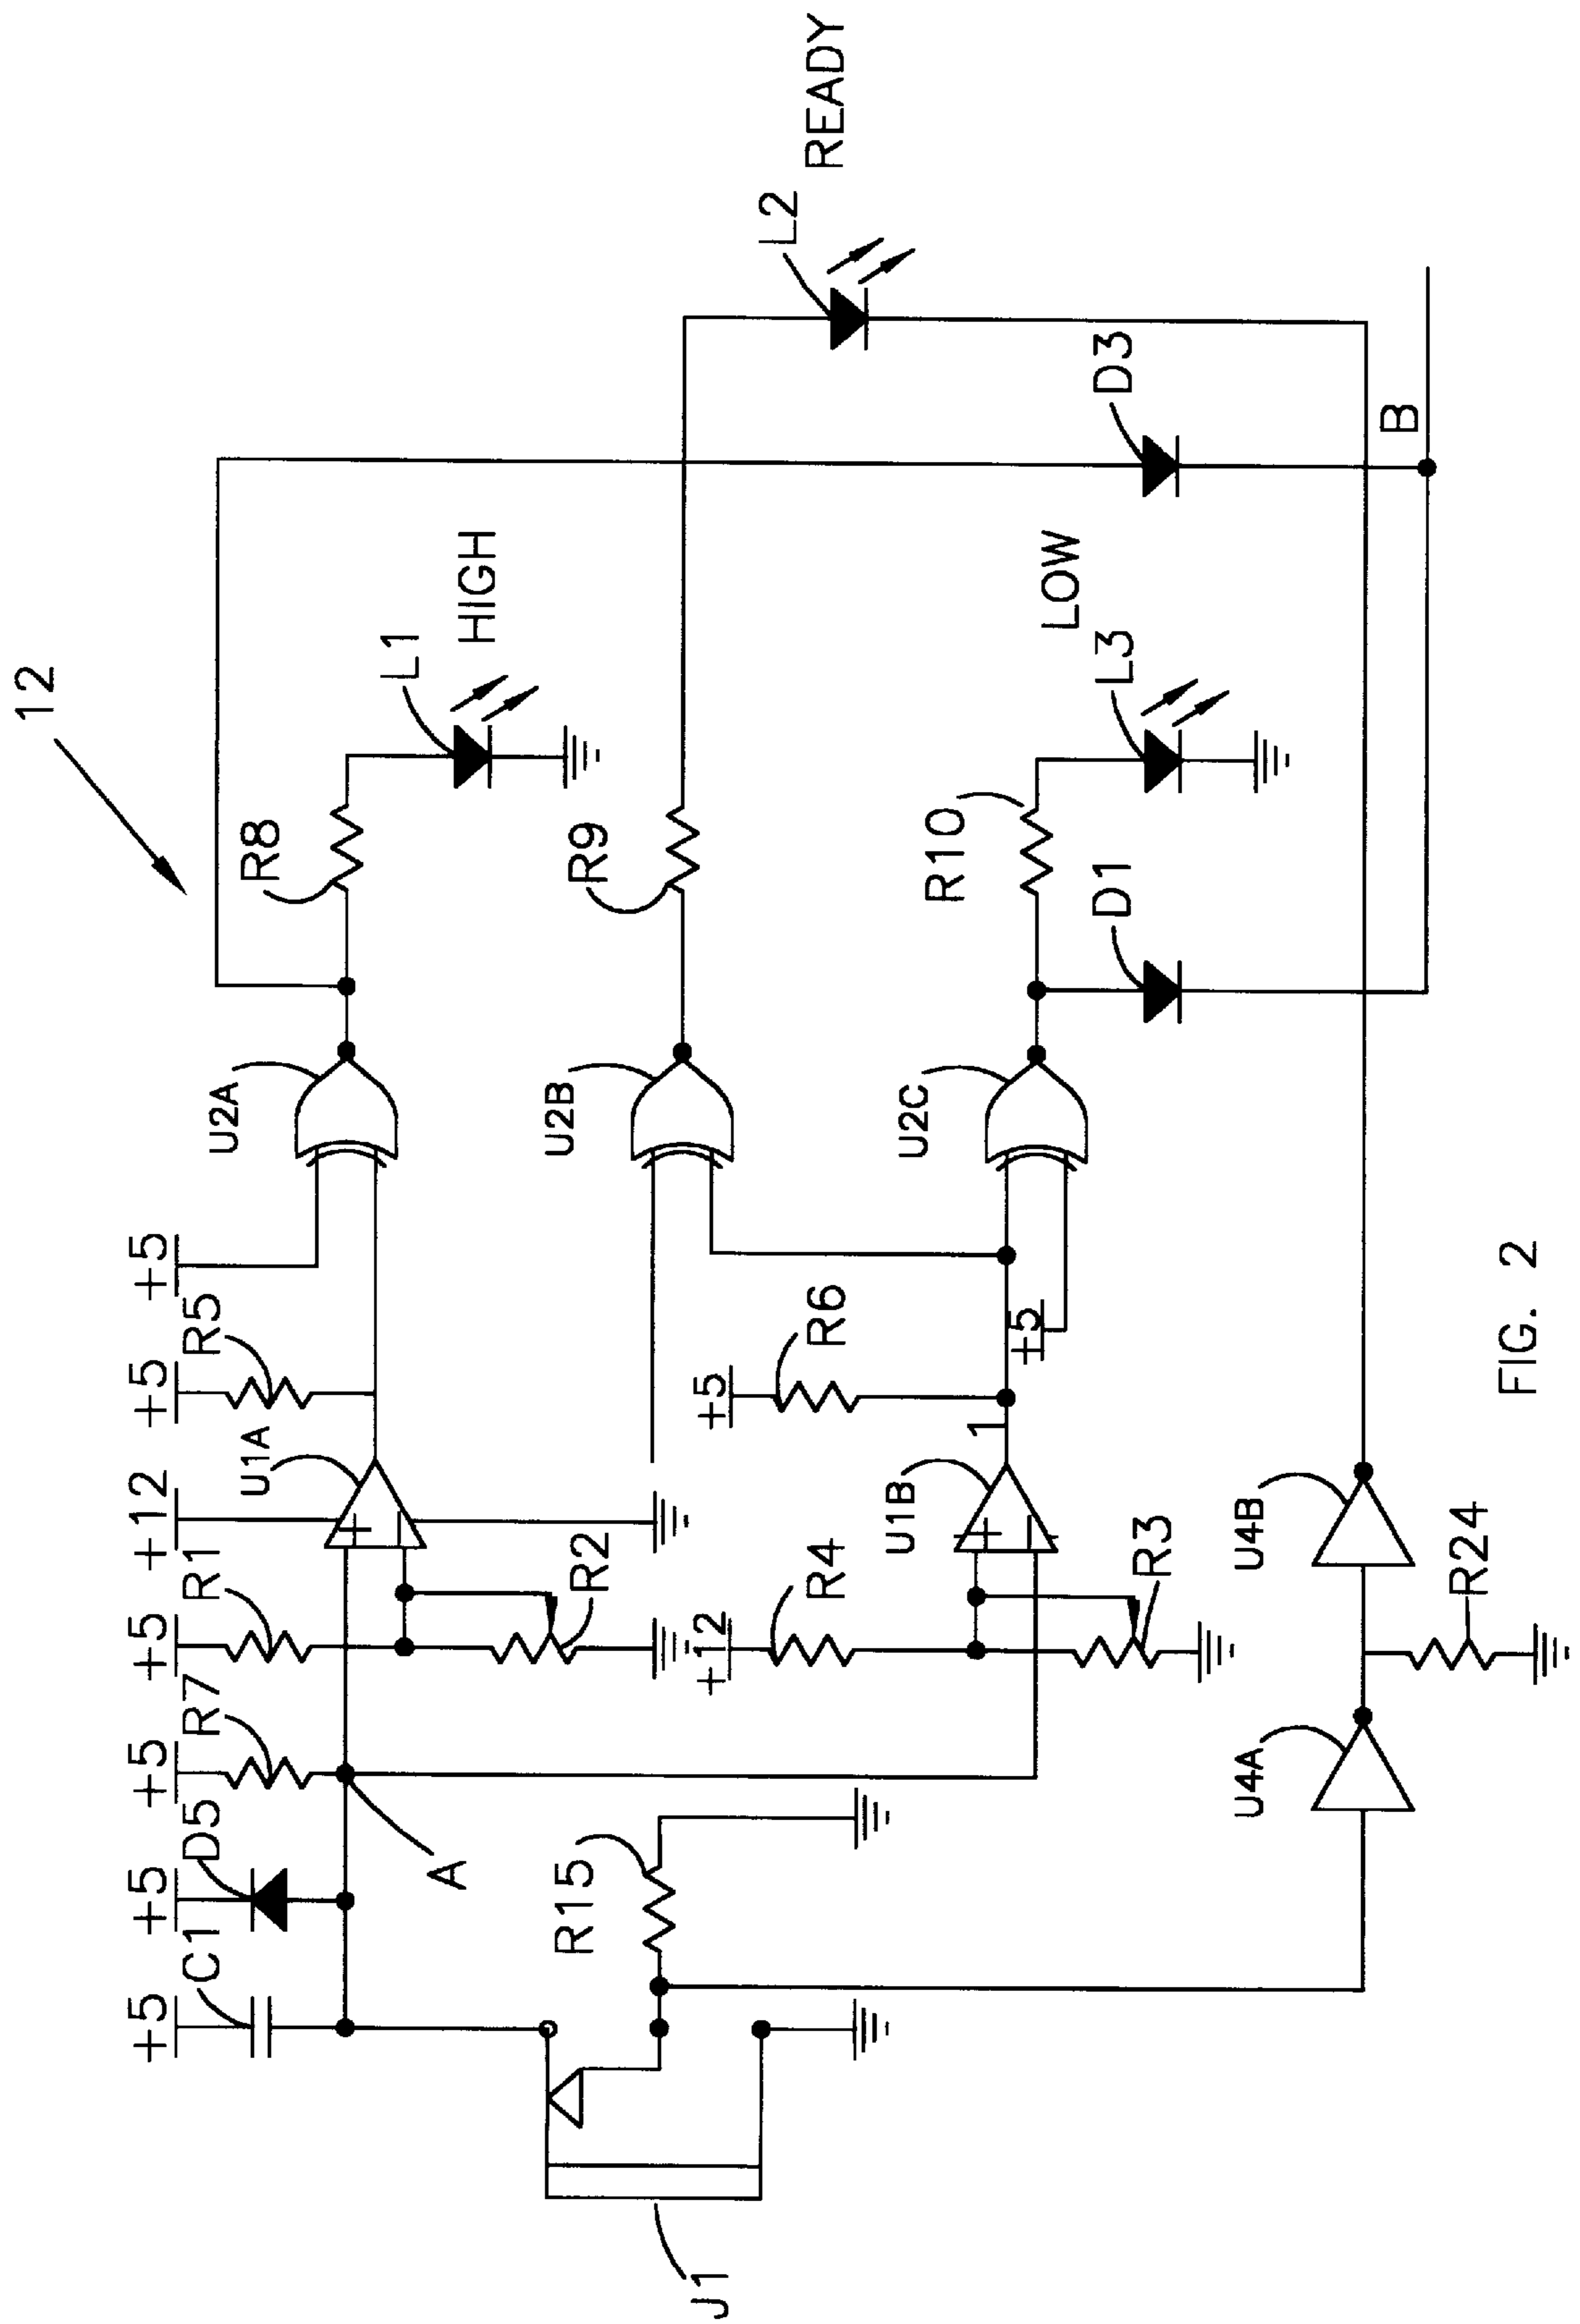 12
+5
C1
+5
D5
+5
R7
+5
R1
+12
U1A
+5
R5
+5
U2A
R8
L1
HIGH
A
J1
R15
R2
+12
R4
+5
R6
U2B
R9
L2
READY
U1B
R3
1
+5
U2C
R10
D1
L3
LOW
D3
B
U4A
U4B
R24
FIG. 2